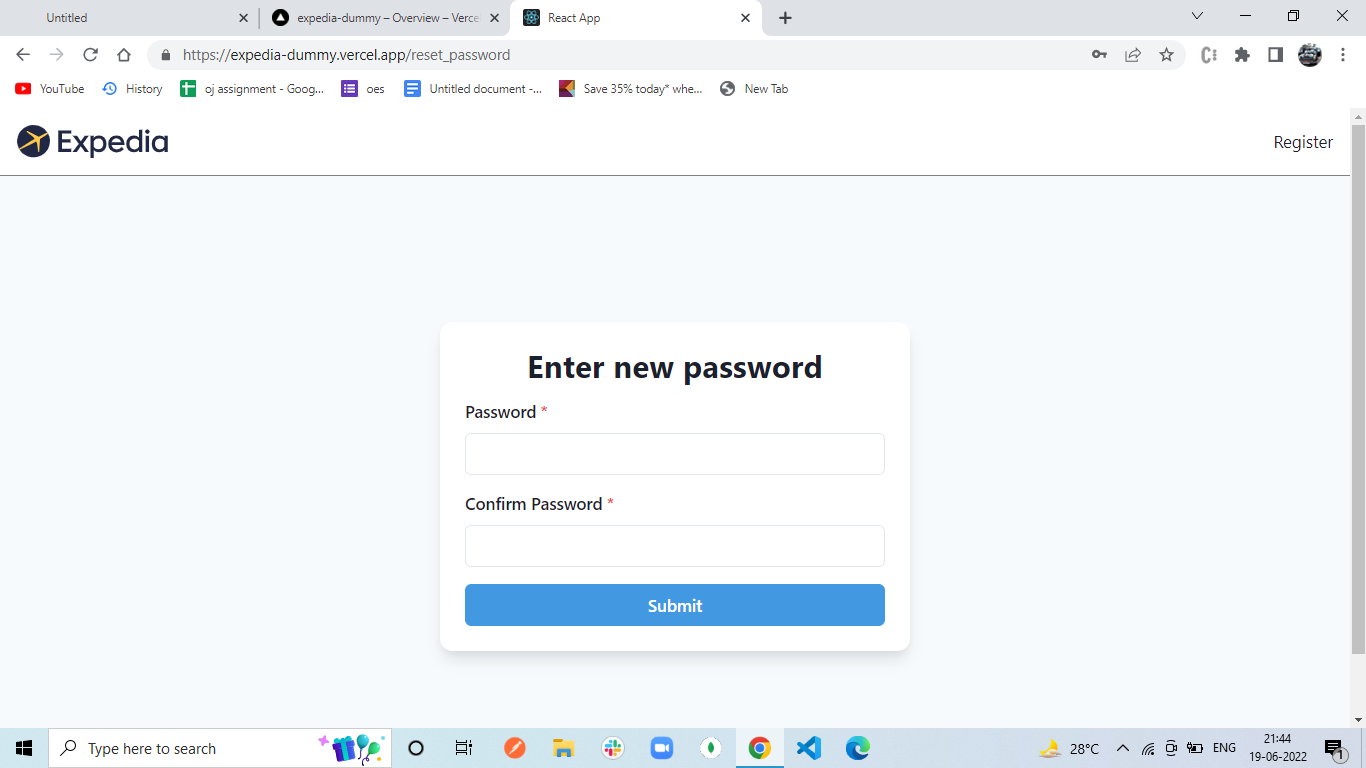 Untitled
expedia-dummy – Overview – Vercel
React App
https://expedia-dummy.vercel.app/reset_password
YouTube
History
oj assignment - Goog...
oes
Untitled document -...
Save 35% today* whe...
New Tab
Expedia
Register
Enter new password
Password *
Confirm Password *
Submit
Type here to search
28°C
ENG
21:44
19-06-2022
1